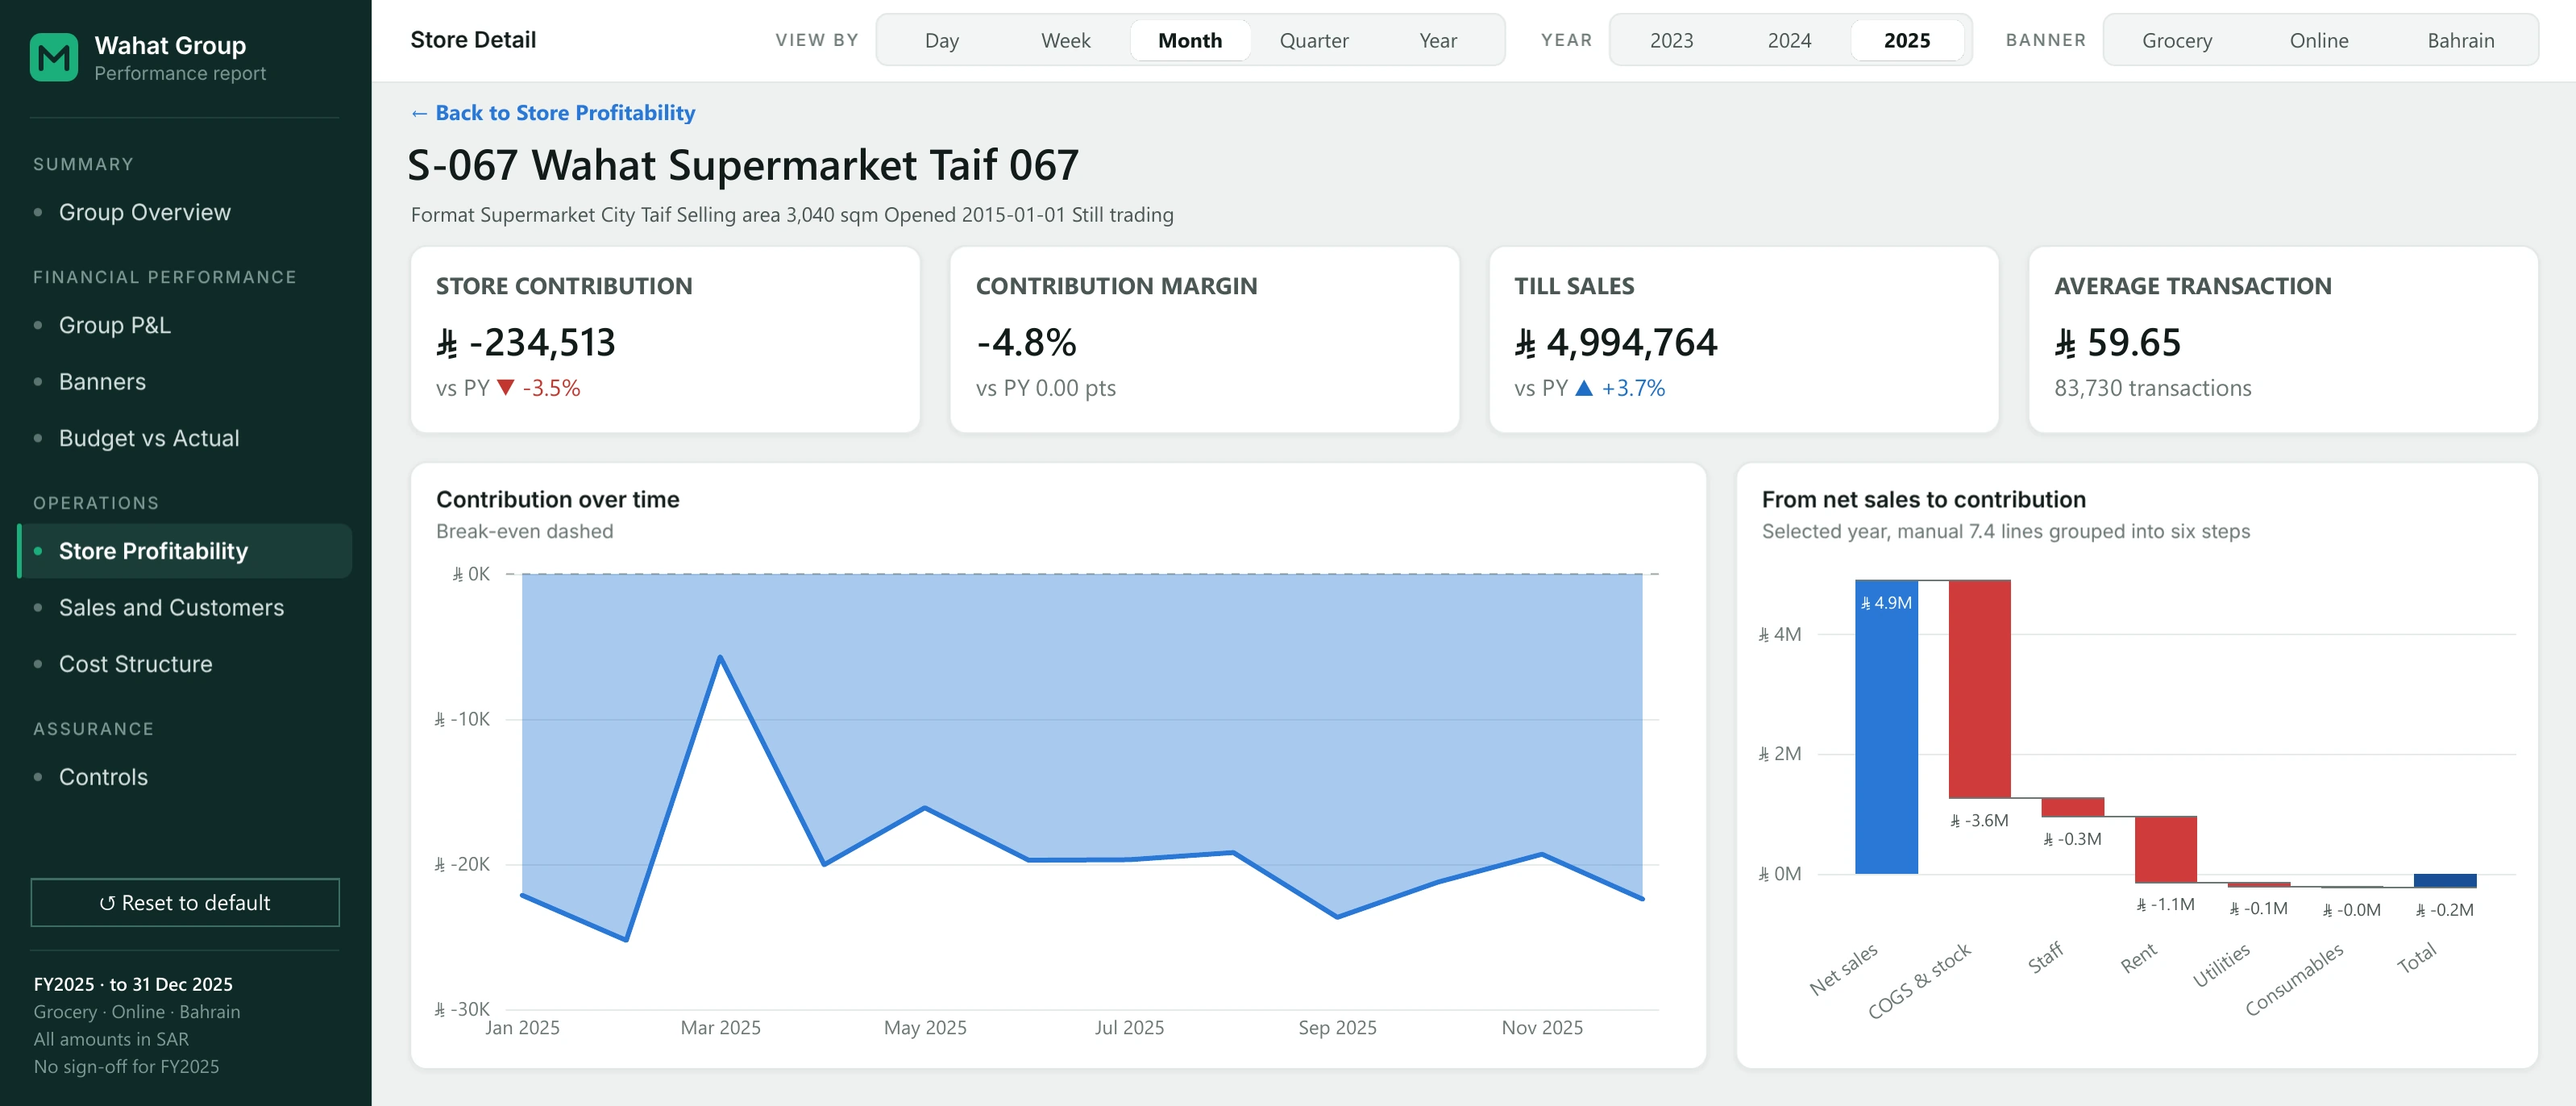 Wahat Group
Performance report
SUMMARY
Group Overview
FINANCIAL PERFORMANCE
Group P&L
Banners
Budget vs Actual
OPERATIONS
Store Profitability
Sales and Customers
Cost Structure
ASSURANCE
Controls
↺ Reset to default
FY2025 · to 31 Dec 2025
Grocery · Online · Bahrain
All amounts in SAR
No sign-off for FY2025
Store Detail
VIEW BY Day Week Month Quarter Year
YEAR 2023 2024 2025
BANNER Grocery Online Bahrain
← Back to Store Profitability
S-067 Wahat Supermarket Taif 067
Format Supermarket City Taif Selling area 3,040 sqm Opened 2015-01-01 Still trading
STORE CONTRIBUTION
⃁ -234,513
vs PY ▼ -3.5%
CONTRIBUTION MARGIN
-4.8%
vs PY 0.00 pts
TILL SALES
⃁ 4,994,764
vs PY ▲ +3.7%
AVERAGE TRANSACTION
⃁ 59.65
83,730 transactions
Contribution over time
Break-even dashed
⃁ 0K
⃁ -10K
⃁ -20K
⃁ -30K
Jan 2025 Mar 2025 May 2025 Jul 2025 Sep 2025 Nov 2025
From net sales to contribution
Selected year, manual 7.4 lines grouped into six steps
⃁ 4M
⃁ 2M
⃁ 0M
⃁ 4.9M
⃁ -3.6M
⃁ -0.3M
⃁ -1.1M
⃁ -0.1M
⃁ -0.0M
⃁ -0.2M
Net sales
COGS & stock
Staff
Rent
Utilities
Consumables
Total